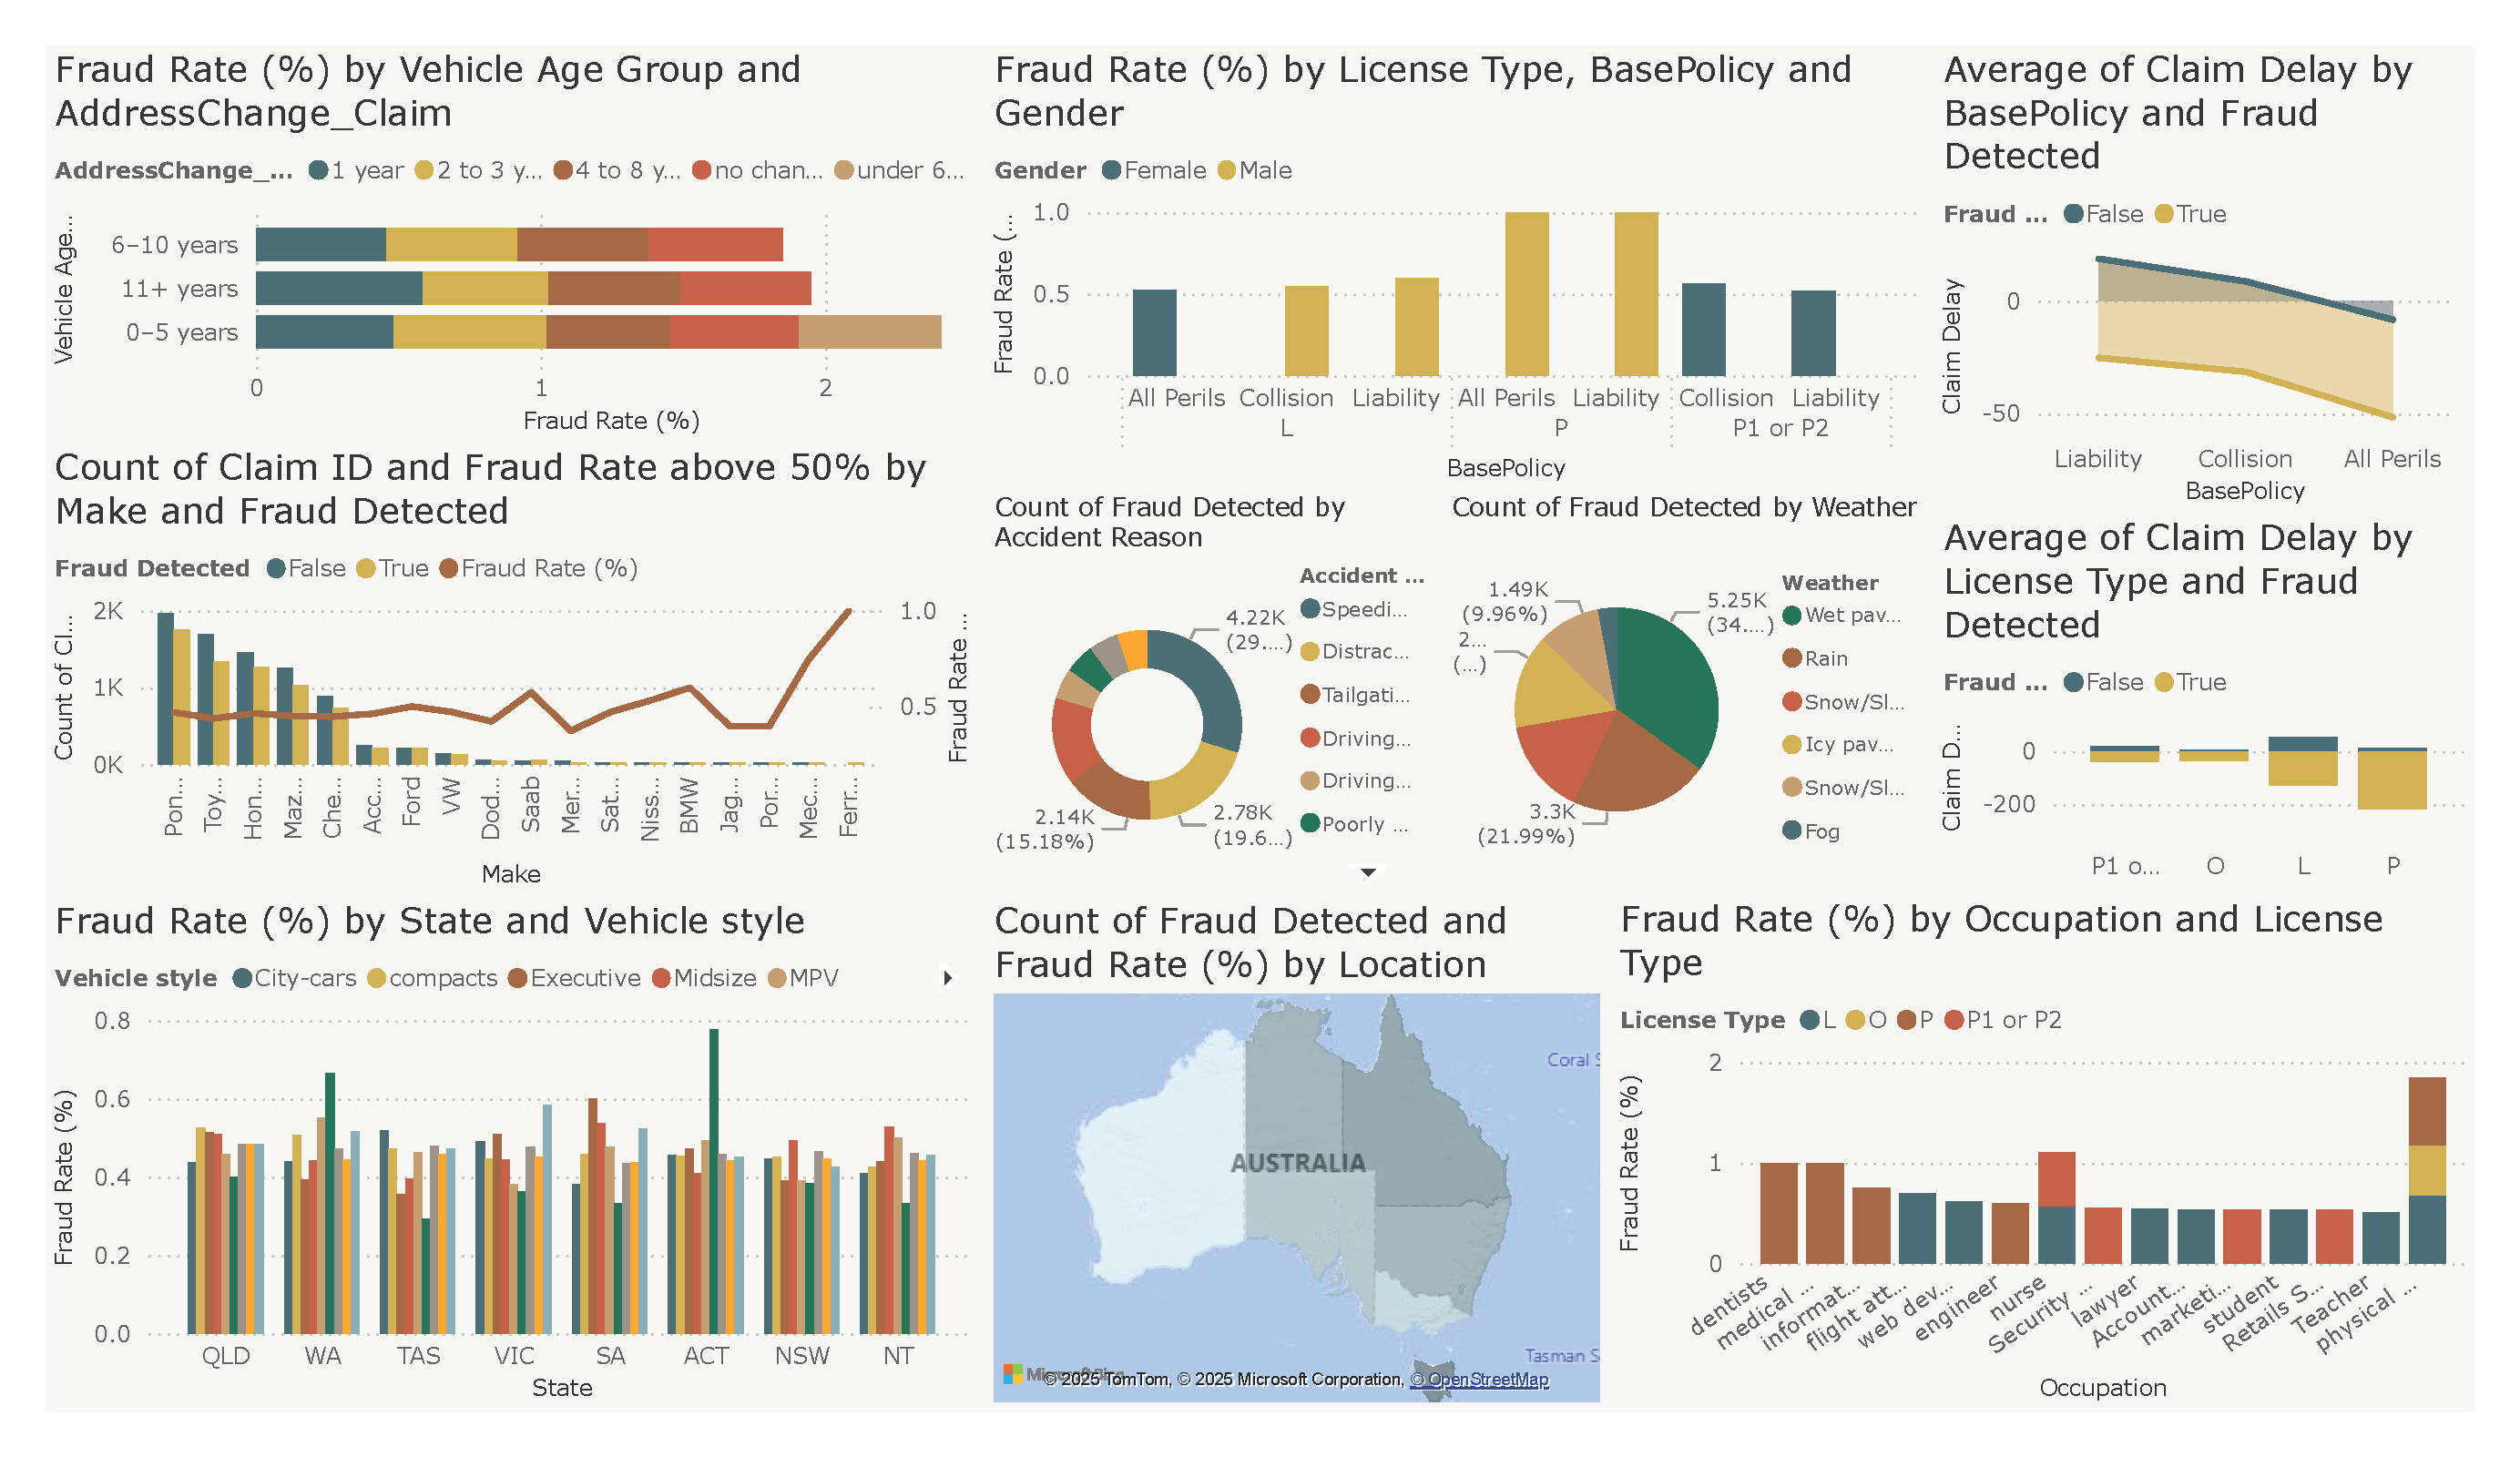 Fraud Rate (%) by Vehicle Age Group and
AddressChange_Claim
AddressChange_... 1 year 2 to 3 y... 4 to 8 y... no chan... under 6...
Vehicle Age...
6–10 years
11+ years
0–5 years
0 1 2
Fraud Rate (%)
Fraud Rate (%) by License Type, BasePolicy and
Gender
Gender Female Male
Fraud Rate (...
1.0
0.5
0.0
All Perils Collision Liability All Perils Liability Collision Liability
L P P1 or P2
BasePolicy
Average of Claim Delay by
BasePolicy and Fraud
Detected
Fraud ... False True
Claim Delay
0
-50
Liability Collision All Perils
BasePolicy
Count of Claim ID and Fraud Rate above 50% by
Make and Fraud Detected
Fraud Detected False True Fraud Rate (%)
Count of Cl...
2K
1K
0K
1.0
0.5
Fraud Rate ...
Pon... Toy... Hon... Maz... Che... Acc... Ford VW Dod... Saab Mer... Sat... Niss... BMW Jag... Por... Mec... Ferr...
Make
Count of Fraud Detected by
Accident Reason
4.22K
(29....)
2.78K
(19.6...)
2.14K
(15.18%)
Accident ...
Speedi...
Distrac...
Tailgati...
Driving...
Driving...
Poorly ...
Count of Fraud Detected by Weather
1.49K
(9.96%)
2...
(...)
5.25K
(34....)
3.3K
(21.99%)
Weather
Wet pav...
Rain
Snow/Sl...
Icy pav...
Snow/Sl...
Fog
Average of Claim Delay by
License Type and Fraud
Detected
Fraud ... False True
Claim D...
0
-200
P1 o... O L P
Fraud Rate (%) by State and Vehicle style
Vehicle style City-cars compacts Executive Midsize MPV
Fraud Rate (%)
0.8
0.6
0.4
0.2
0.0
QLD WA TAS VIC SA ACT NSW NT
State
Count of Fraud Detected and
Fraud Rate (%) by Location
Coral S
AUSTRALIA
Tasman S
© 2025 TomTom, © 2025 Microsoft Corporation, © OpenStreetMap
Fraud Rate (%) by Occupation and License
Type
License Type L O P P1 or P2
Fraud Rate (%)
2
1
0
dentists medical ... informat... flight att... web dev... engineer nurse Security ... lawyer Account... marketi... student Retails S... Teacher physical ...
Occupation